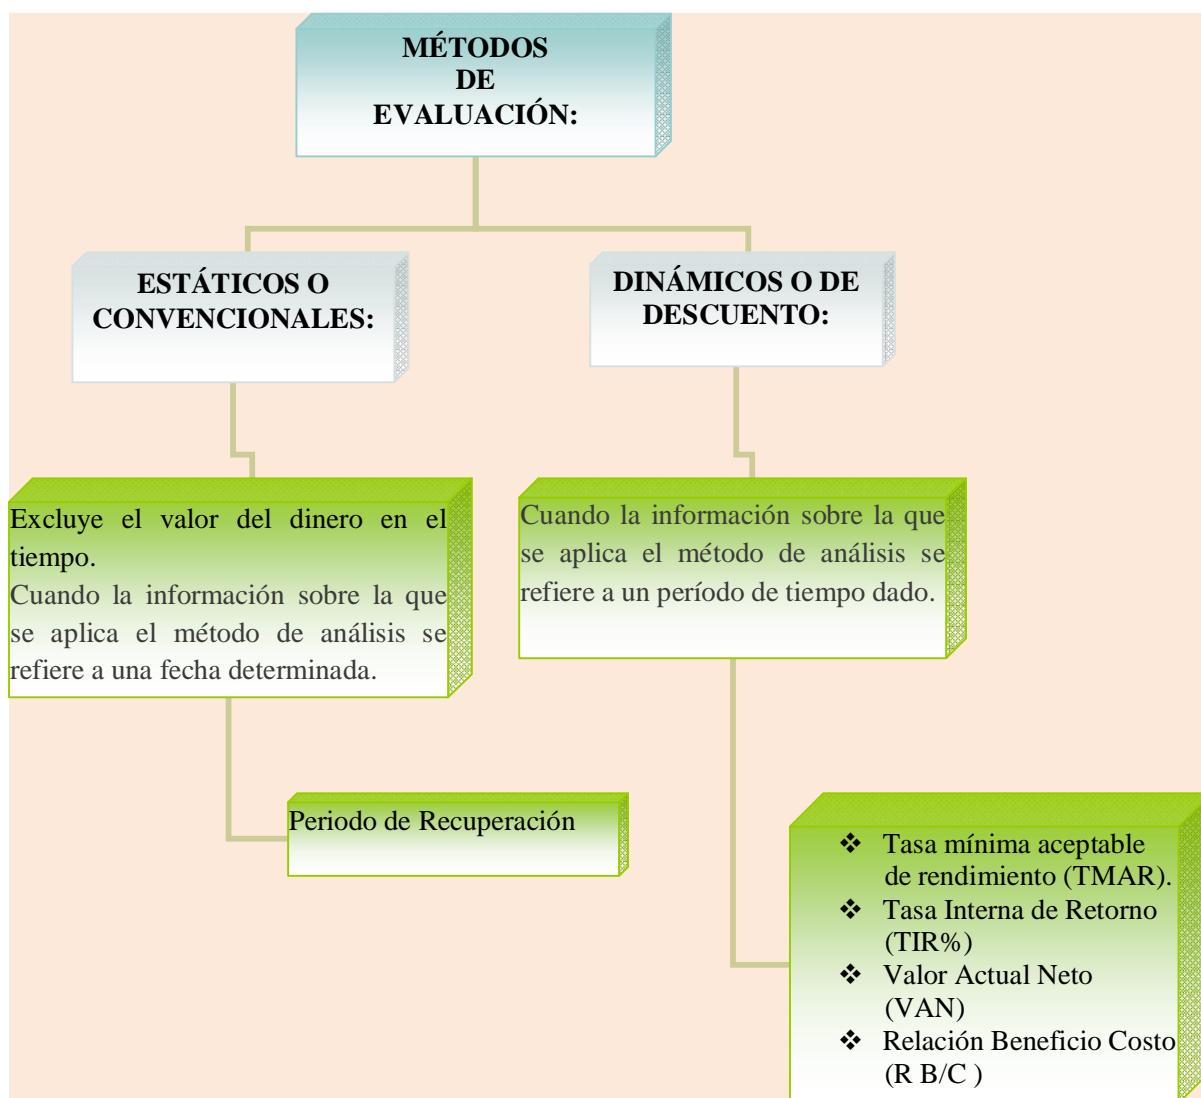 MÉTODOS
DE
EVALUACIÓN:
ESTÁTICOS O
CONVENCIONALES:
DINÁMICOS O DE
DESCUENTO:
Excluye el valor del dinero en el
tiempo.
Cuando la información sobre la que
se aplica el método de análisis se
refiere a una fecha determinada.
Cuando la información sobre la que
se aplica el método de análisis se
refiere a un período de tiempo dado.
Periodo de Recuperación
❖ Tasa mínima aceptable
de rendimiento (TMAR).
❖ Tasa Interna de Retorno
(TIR%)
❖ Valor Actual Neto
(VAN)
❖ Relación Beneficio Costo
(R B/C )